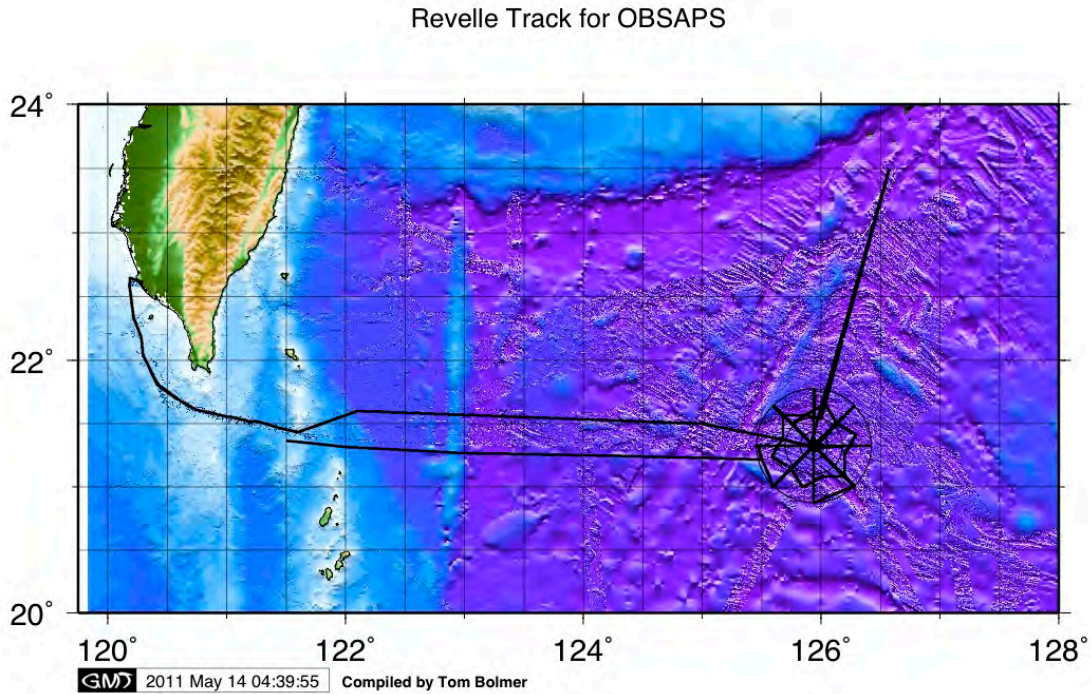 Revelle Track for OBSAPS
24°
22°
20°
120° 122° 124° 126° 128°
GMT 2011 May 14 04:39:55 Compiled by Tom Bolmer